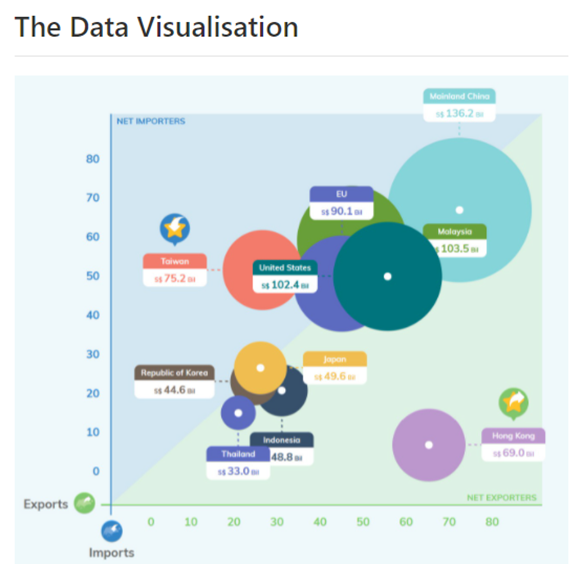 The Data Visualisation
Mainland China
S$ 136.2 BN
NET IMPORTERS
80
70
EU
S$ 90.1 BN
60
Malaysia
103.5 BN
Taiwan
S$ 75.2 BN
United States
S$ 102.4 BN
50
40
30
Japan
S$ 49.6 BN
Republic of Korea
S$ 44.6 BN
20
10
Indonesia
48.8 BN
Thailand
S$ 33.0 BN
Hong Kong
S$ 69.0 BN
0
NET EXPORTERS
Exports
0 10 20 30 40 50 60 70 80
Imports